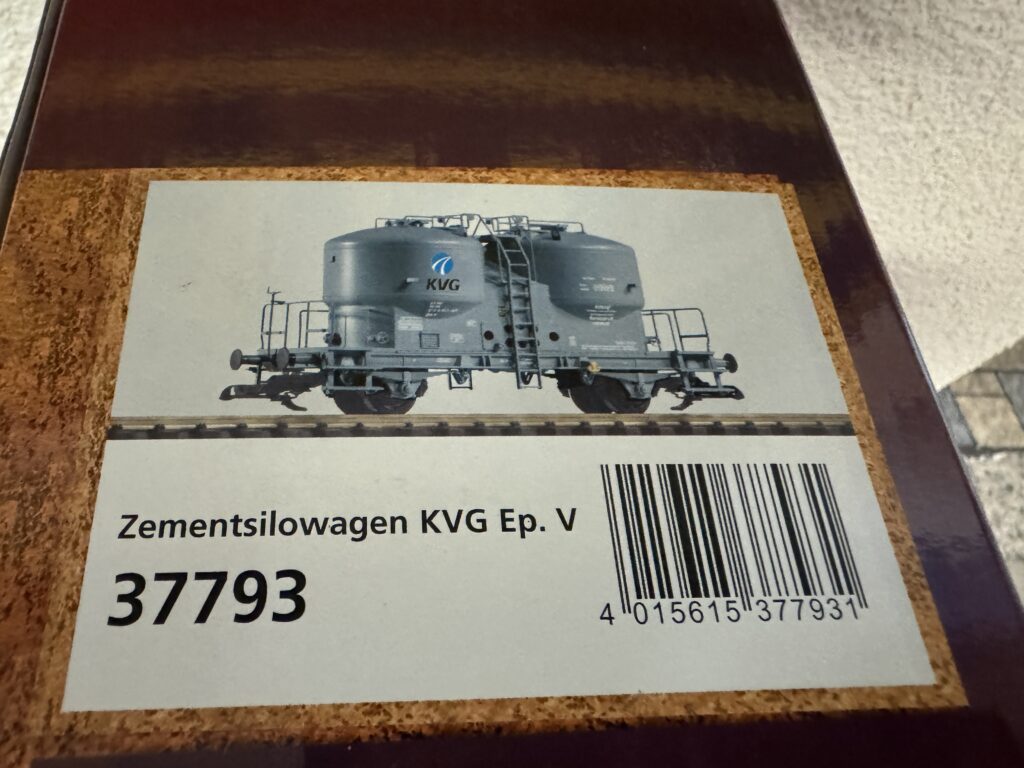 KVG
Zementsilowagen KVG Ep. V
37793
4 015615 377931